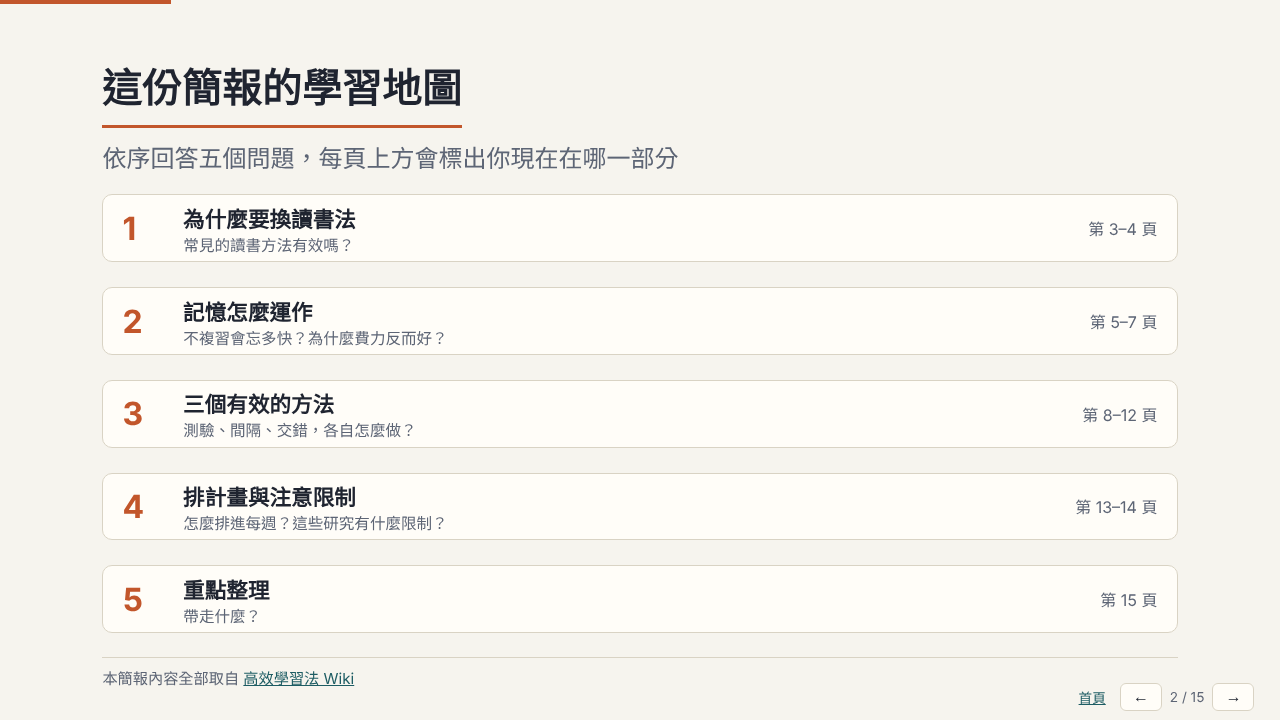 這份簡報的學習地圖
依序回答五個問題，每頁上方會標出你現在在哪一部分
1
為什麼要換讀書法
常見的讀書方法有效嗎？
第 3–4 頁
2
記憶怎麼運作
不複習會忘多快？為什麼費力反而好？
第 5–7 頁
3
三個有效的方法
測驗、間隔、交錯，各自怎麼做？
第 8–12 頁
4
排計畫與注意限制
怎麼排進每週？這些研究有什麼限制？
第 13–14 頁
5
重點整理
帶走什麼？
第 15 頁
本簡報內容全部取自 高效學習法 Wiki
首頁 ← 2 / 15 →